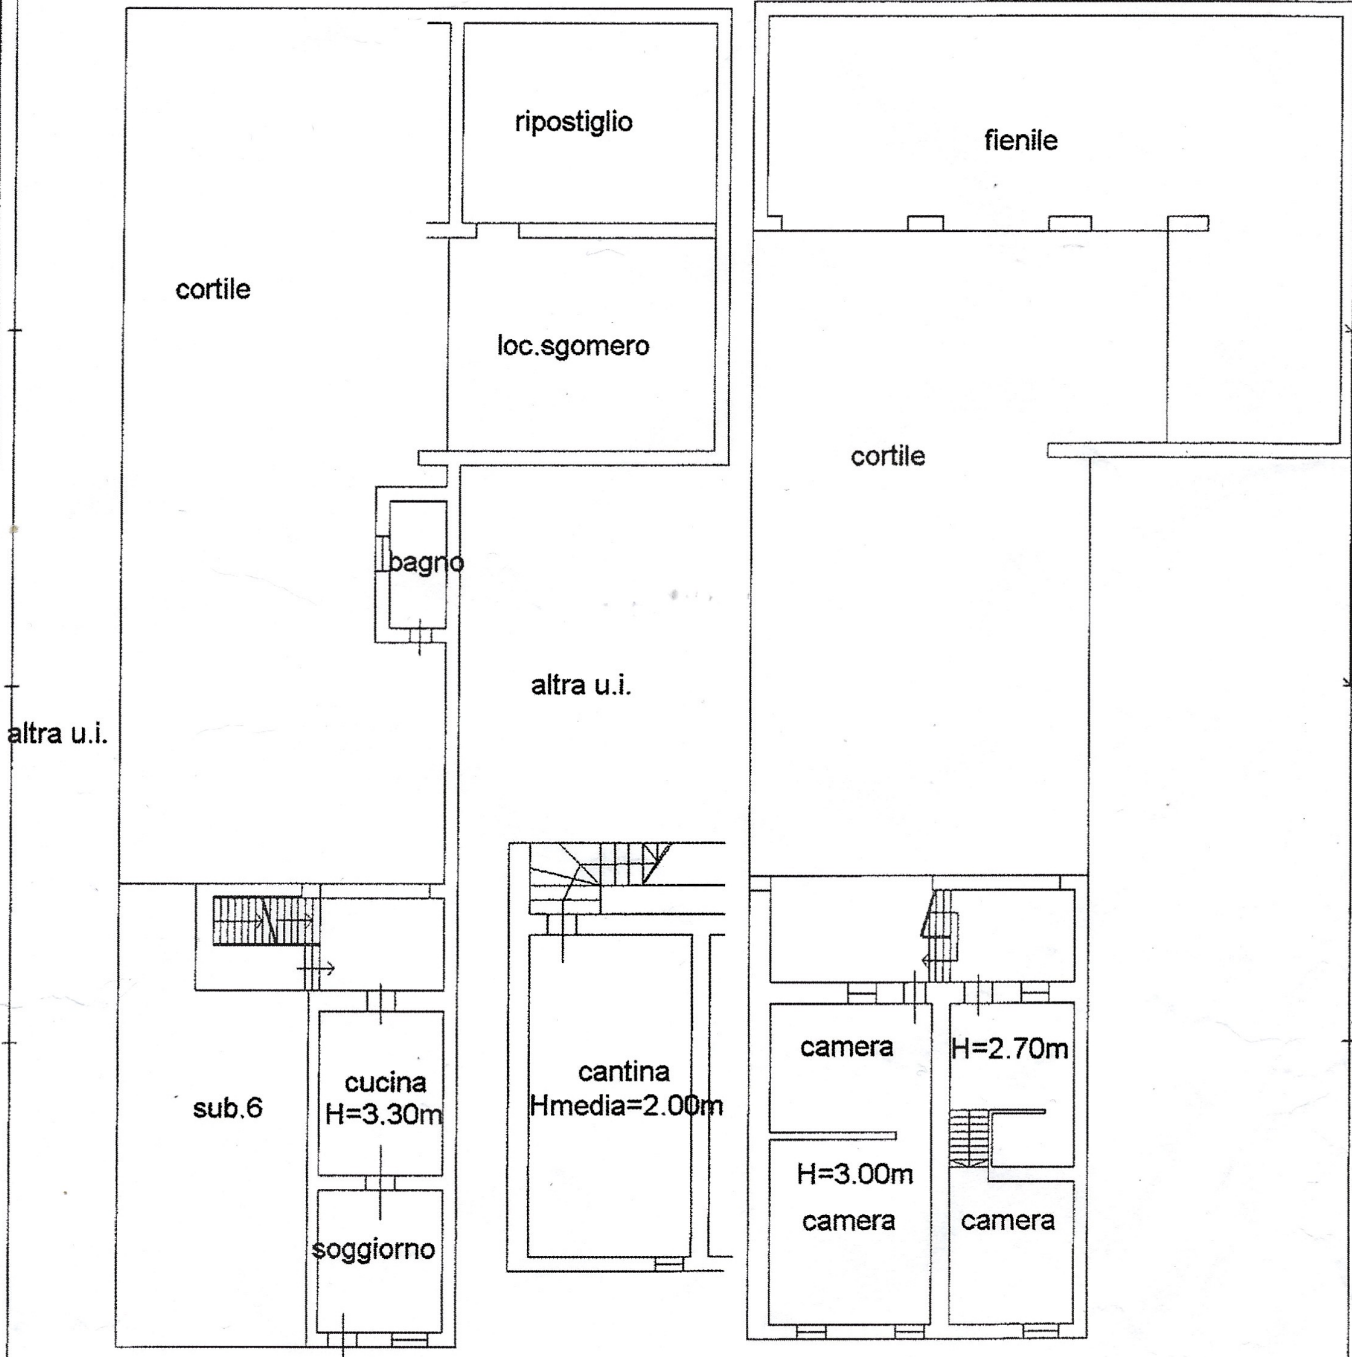 ripostiglio
cortile
loc.sgomero
bagno
altra u.i.
altra u.i.
sub.6
cucina
H=3.30m
soggiorno
cantina
Hmedia=2.00m
fienile
cortile
camera
H=2.70m
H=3.00m
camera
camera